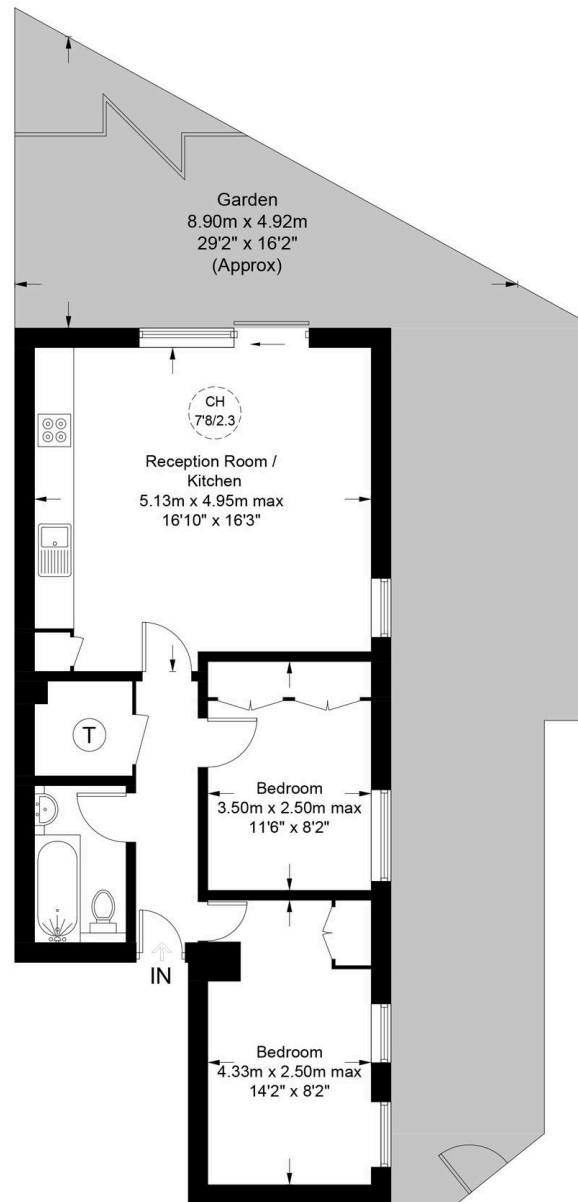 Garden
8.90m x 4.92m
29'2" x 16'2"
(Approx)
CH
7'8/2.3
Reception Room /
Kitchen
5.13m x 4.95m max
16'10" x 16'3"
T
Bedroom
3.50m x 2.50m max
11'6" x 8'2"
IN
Bedroom
4.33m x 2.50m max
14'2" x 8'2"